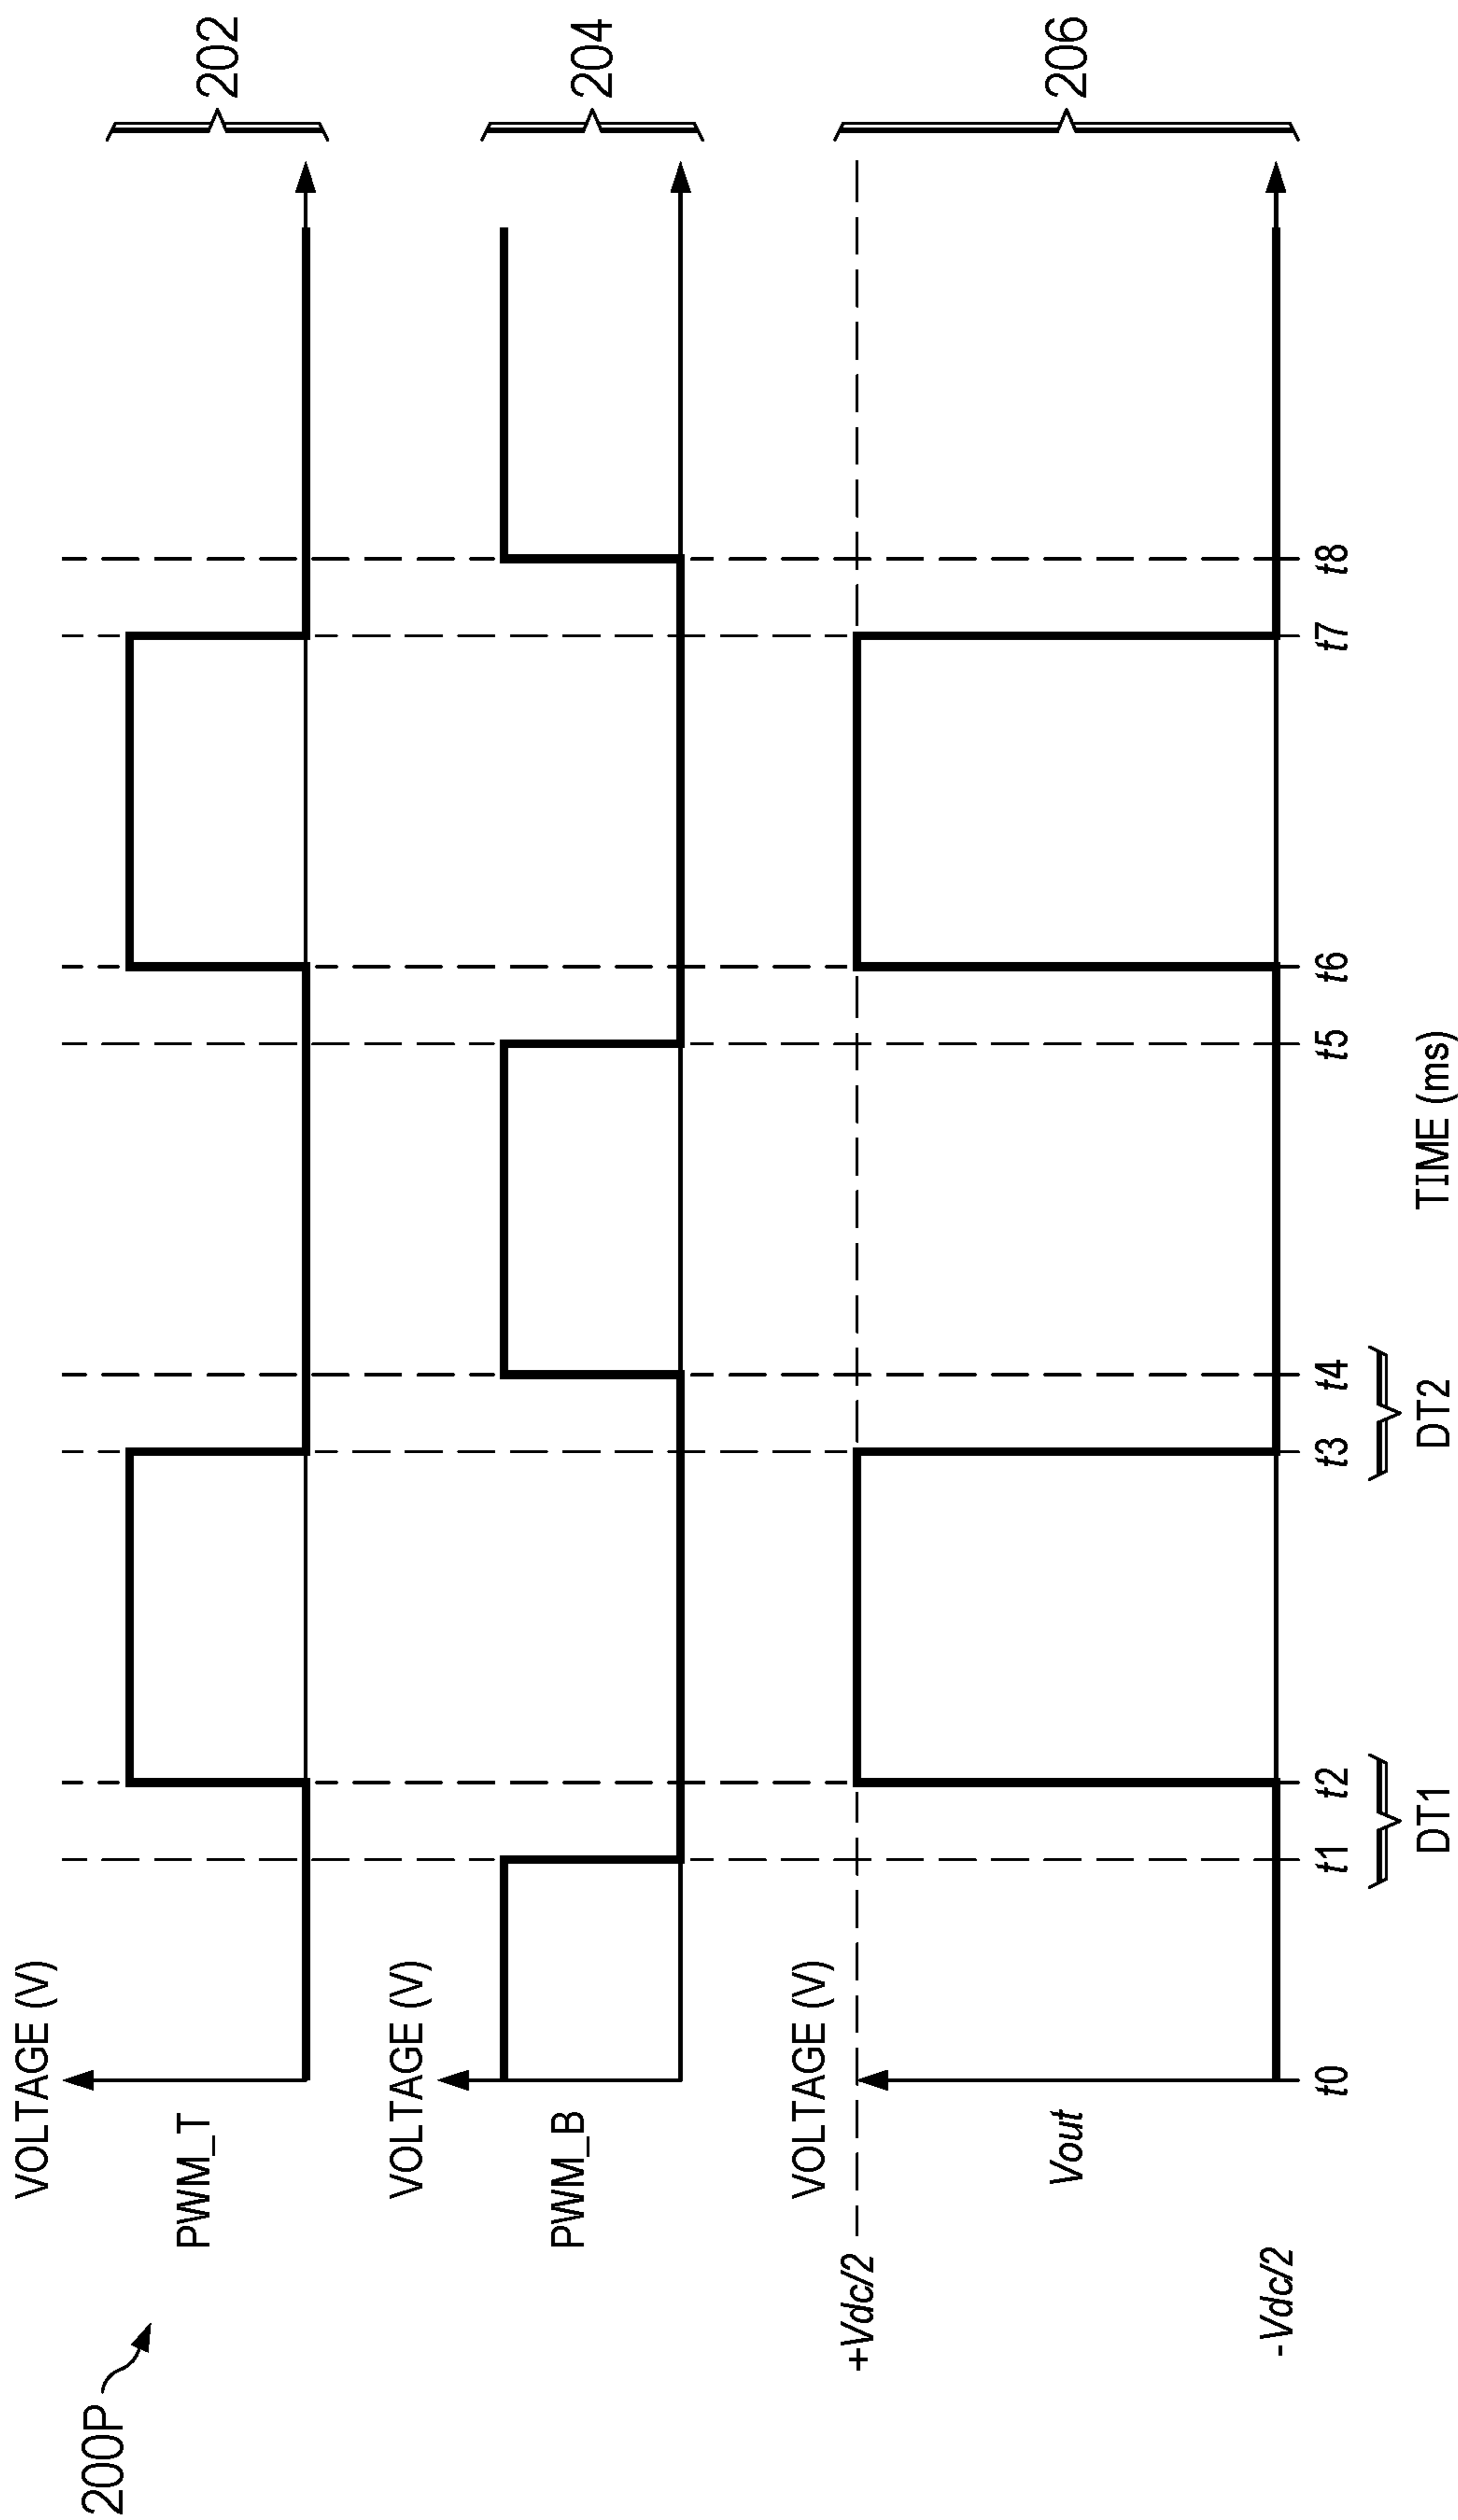 200P
VOLTAGE (V)
PWM_T
202
VOLTAGE (V)
PWM_B
204
VOLTAGE (V)
+Vdc/2
Vout
-Vdc/2
206
t0 t1 t2 t3 t4 t5 t6 t7 t8
DT1 DT2
TIME (ms)